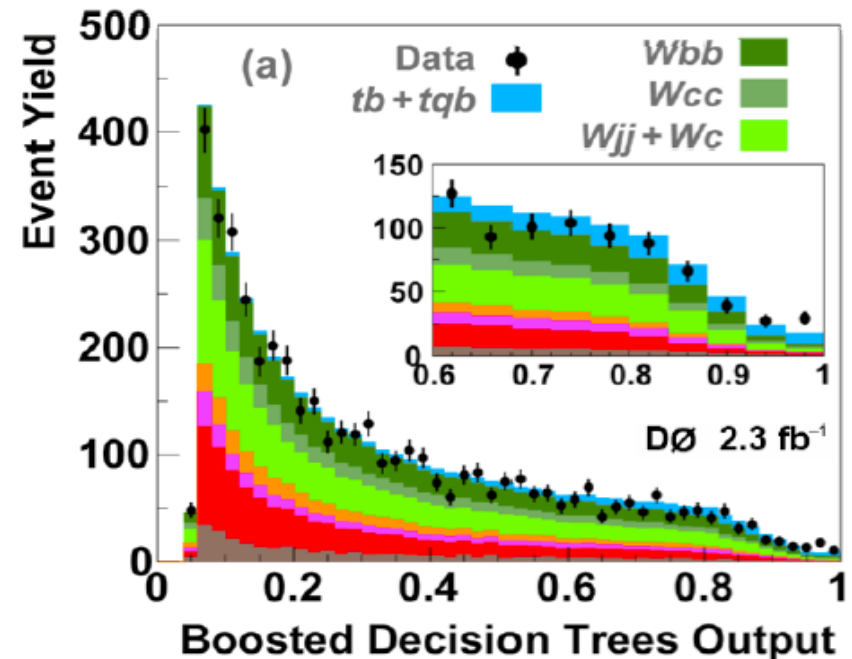 500
400
300
200
100
0
Event Yield
(a)
Data
tb + tqb
Wbb
Wcc
Wjj + Wc
150
100
50
0
0.6 0.7 0.8 0.9 1
DØ 2.3 fb⁻¹
0 0.2 0.4 0.6 0.8 1
Boosted Decision Trees Output